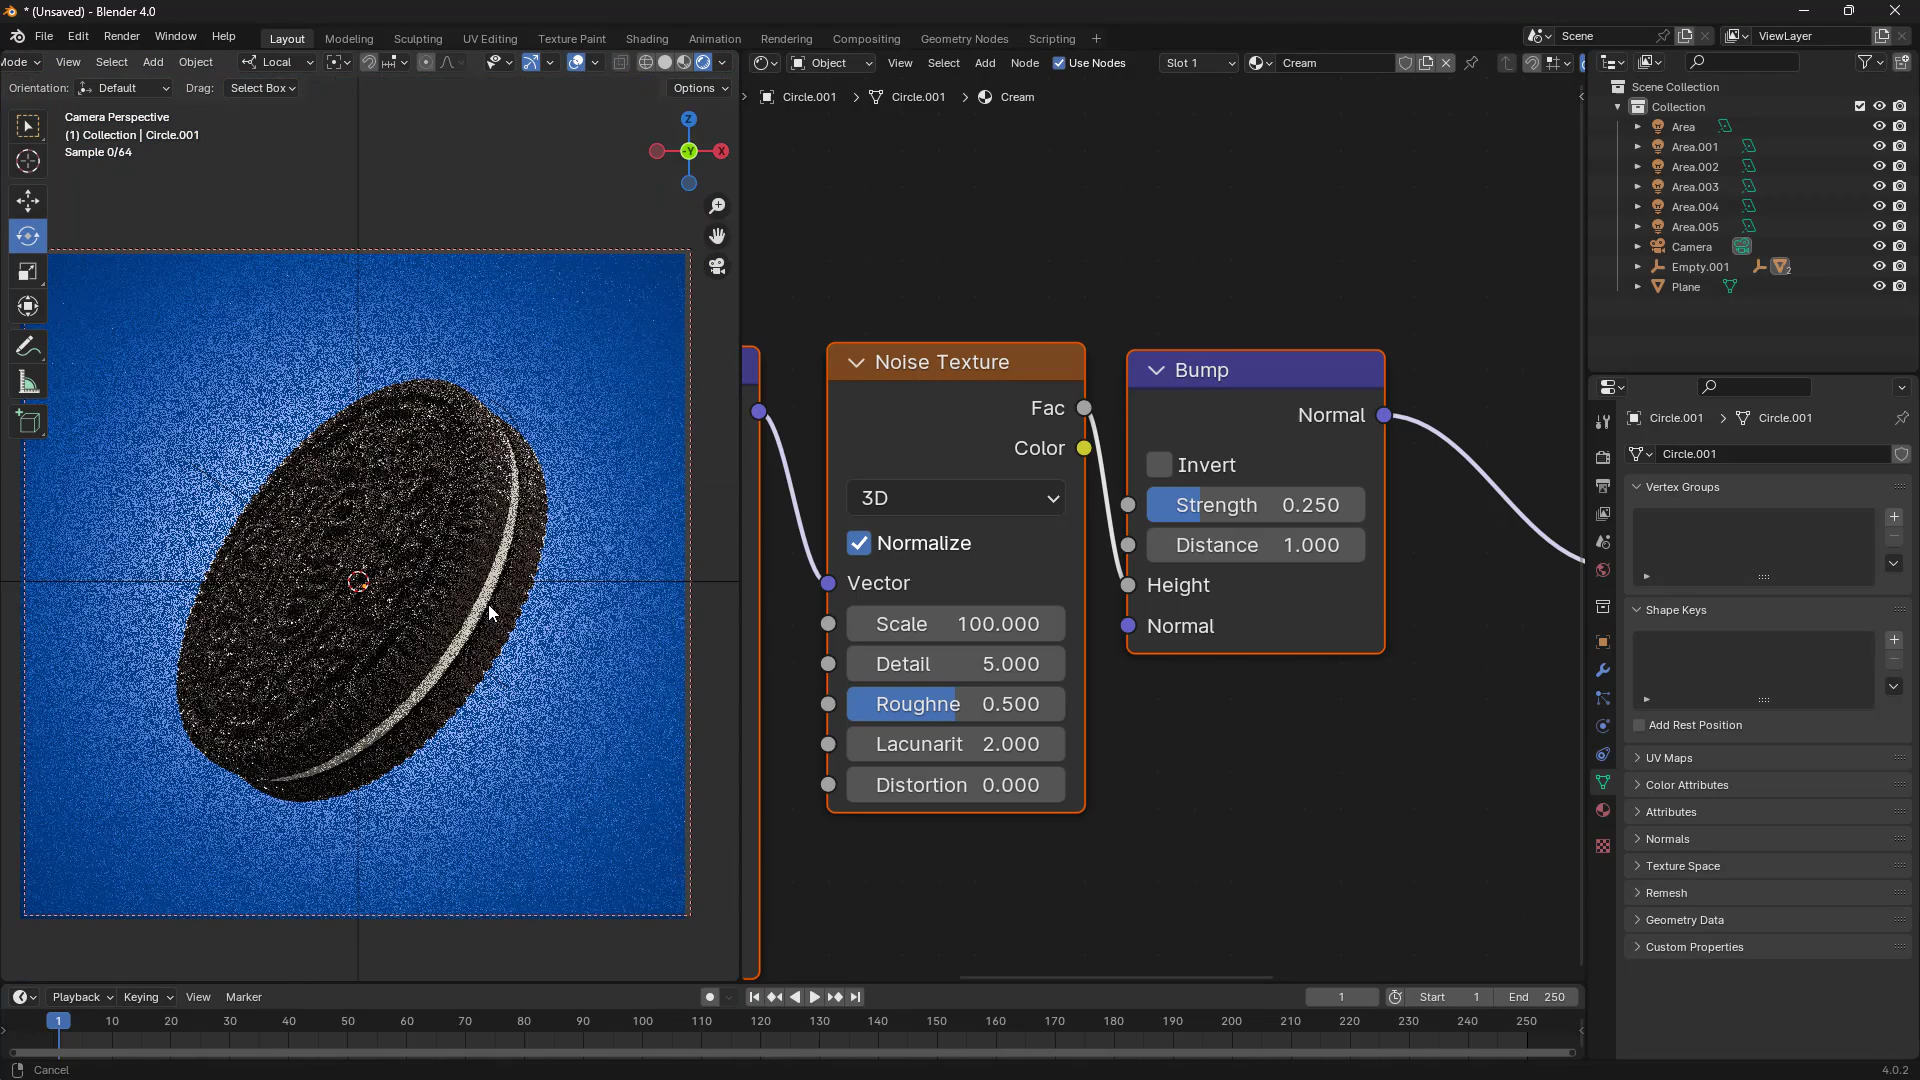 * (Unsaved) - Blender 4.0
File Edit Render Window Help
Layout Modeling Sculpting UV Editing Texture Paint Shading Animation Rendering Compositing Geometry Nodes Scripting +
Scene
ViewLayer
Mode View Select Add Object Local
Orientation: Default Drag: Select Box Options
Camera Perspective
(1) Collection | Circle.001
Sample 0/64
Z
-Y
X
Object View Select Add Node Use Nodes Slot 1 Cream
Circle.001 > Circle.001 > Cream
Noise Texture
Fac
Color
3D
Normalize
Vector
Scale 100.000
Detail 5.000
Roughne 0.500
Lacunarit 2.000
Distortion 0.000
Bump
Normal
Invert
Strength 0.250
Distance 1.000
Height
Normal
Scene Collection
Collection
Area
Area.001
Area.002
Area.003
Area.004
Area.005
Camera
Empty.001 2
Plane
Circle.001 > Circle.001
Circle.001
Vertex Groups
Shape Keys
Add Rest Position
UV Maps
Color Attributes
Attributes
Normals
Texture Space
Remesh
Geometry Data
Custom Properties
Playback Keying View Marker
1 Start 1 End 250
1 10 20 30 40 50 60 70 80 90 100 110 120 130 140 150 160 170 180 190 200 210 220 230 240 250
Cancel
4.0.2